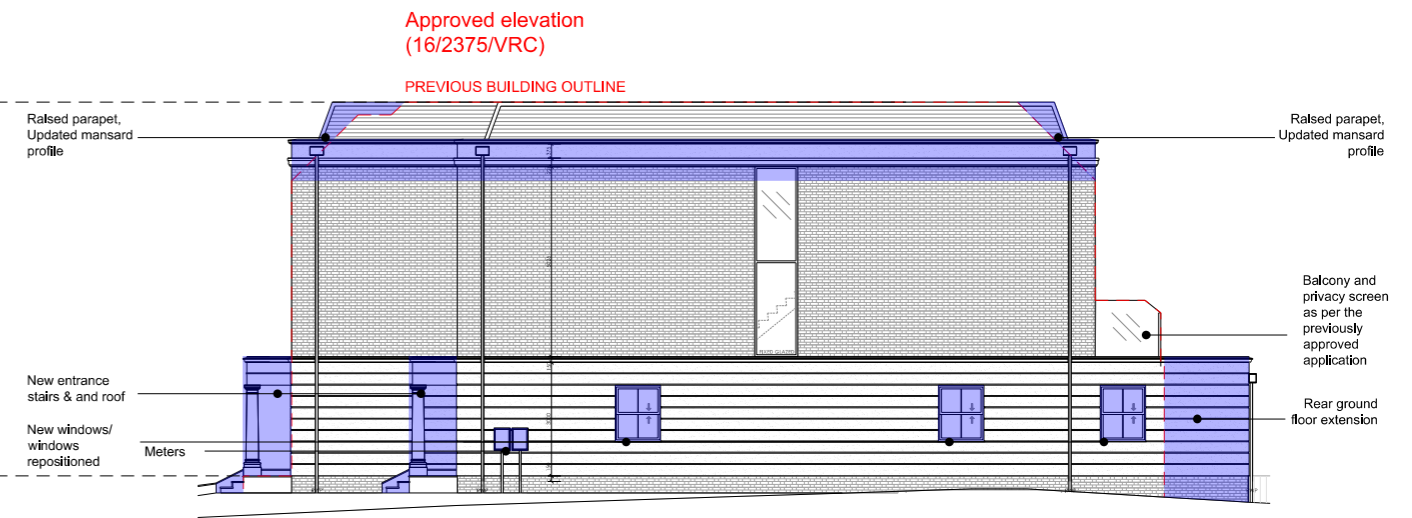 Approved elevation
(16/2375/VRC)
PREVIOUS BUILDING OUTLINE
Raised parapet,
Updated mansard
profile
Raised parapet,
Updated mansard
profile
Balcony and
privacy screen
as per the
previously
approved
application
New entrance
stairs & and roof
New windows/
windows
repositioned
Meters
Rear ground
floor extension